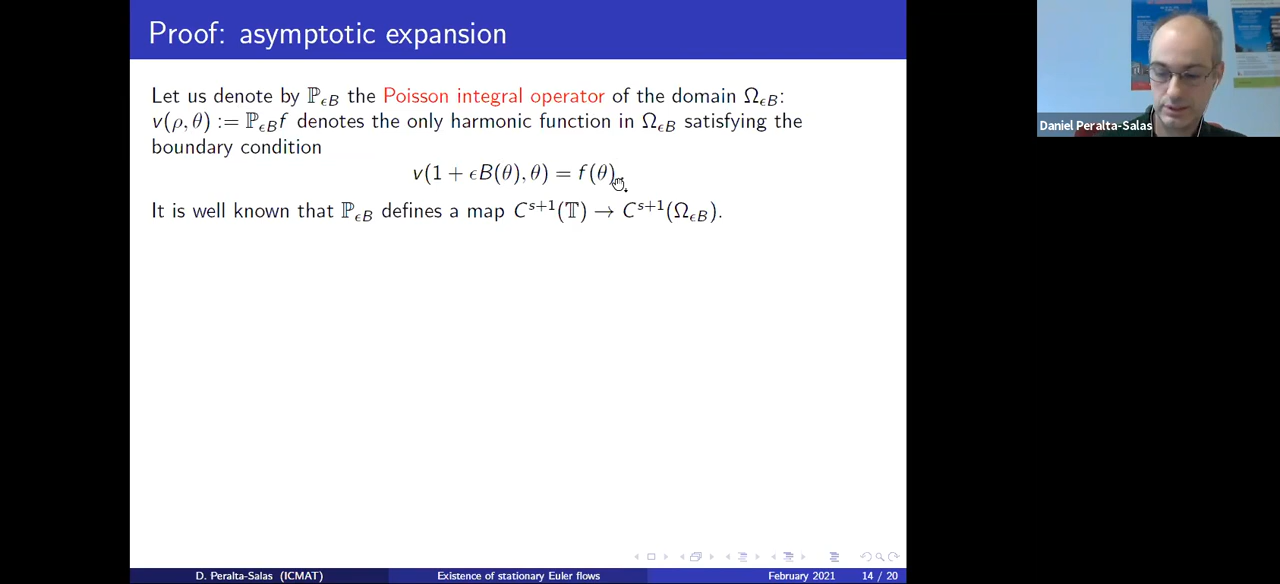 Proof: asymptotic expansion
Let us denote by ℙ_{ϵB} the Poisson integral operator of the domain Ω_{ϵB}:
v(ρ, θ) := ℙ_{ϵB} f denotes the only harmonic function in Ω_{ϵB} satisfying the
boundary condition
v(1 + ϵB(θ), θ) = f(θ)
It is well known that ℙ_{ϵB} defines a map C^{s+1}(𝕋) → C^{s+1}(Ω_{ϵB}).
Daniel Peralta-Salas
D. Peralta-Salas (ICMAT)
Existence of stationary Euler flows
February 2021
14 / 20